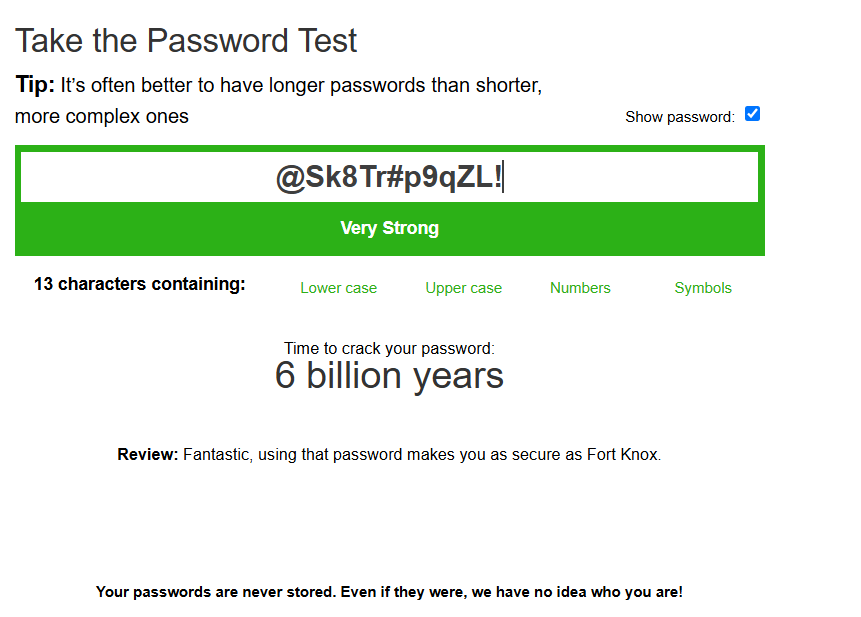 Take the Password Test
Tip: It’s often better to have longer passwords than shorter,
more complex ones
Show password:
@Sk8Tr#p9qZL!
Very Strong
13 characters containing:
Lower case
Upper case
Numbers
Symbols
Time to crack your password:
6 billion years
Review: Fantastic, using that password makes you as secure as Fort Knox.
Your passwords are never stored. Even if they were, we have no idea who you are!